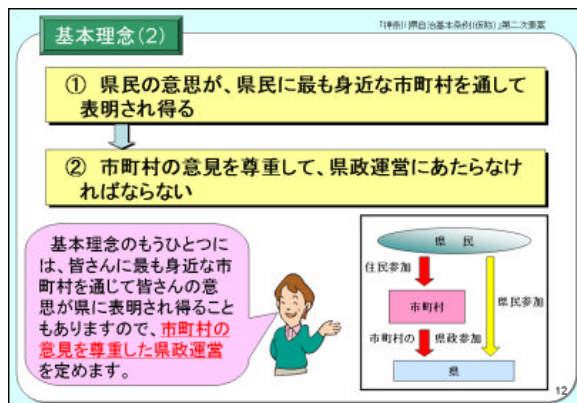 「神奈川県自治基本条例(仮称)」第二次素案
基本理念(2)
① 県民の意思が、県民に最も身近な市町村を通して
表明され得る
② 市町村の意見を尊重して、県政運営にあたらなけ
ればならない
基本理念のもうひとつに
は、皆さんに最も身近な市
町村を通じて皆さんの意
思が県に表明され得ること
もありますので、市町村の
意見を尊重した県政運営
を定めます。
県 民
住民参加
県民参加
市町村
市町村の 県政参加
県
12